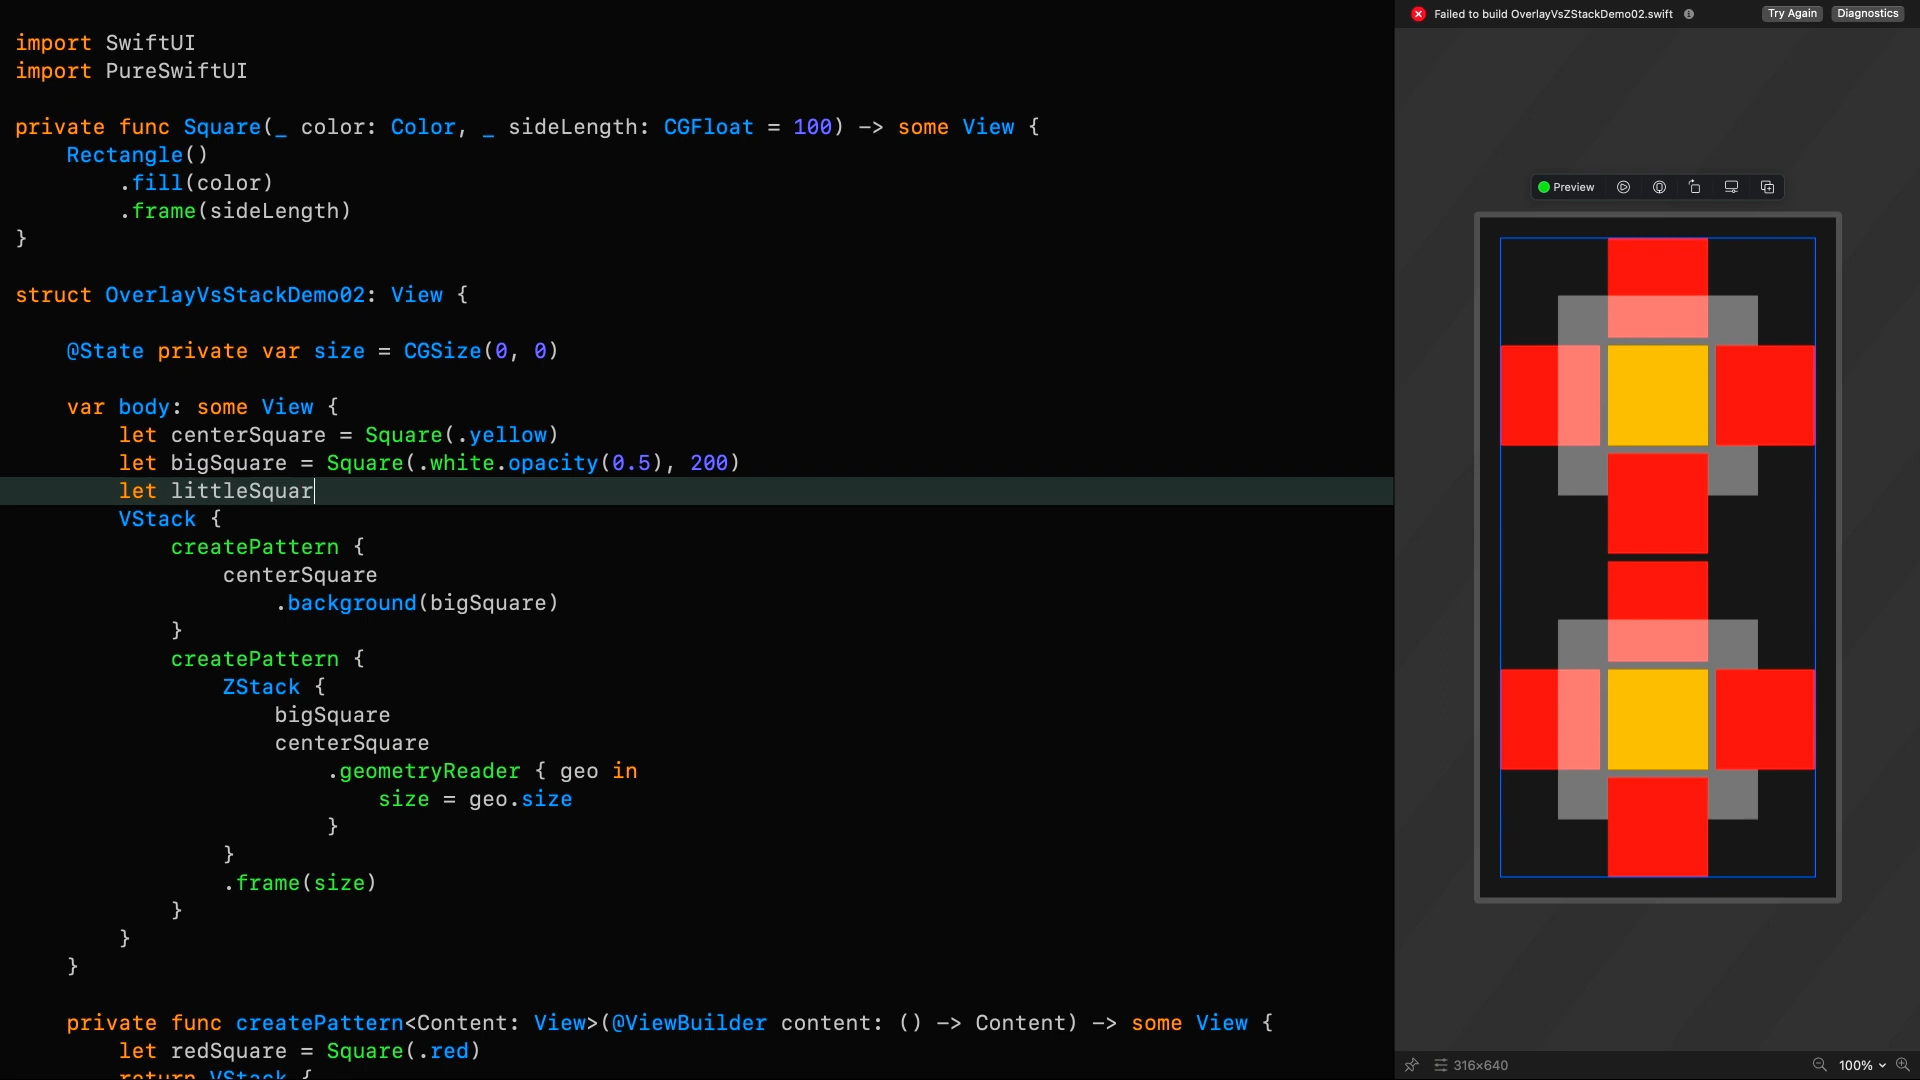 import SwiftUI
import PureSwiftUI
private func Square(_ color: Color, _ sideLength: CGFloat = 100) -> some View {
Rectangle()
.fill(color)
.frame(sideLength)
}
struct OverlayVsStackDemo02: View {
@State private var size = CGSize(0, 0)
var body: some View {
let centerSquare = Square(.yellow)
let bigSquare = Square(.white.opacity(0.5), 200)
let littleSquar
VStack {
createPattern {
centerSquare
.background(bigSquare)
}
createPattern {
ZStack {
bigSquare
centerSquare
.geometryReader { geo in
size = geo.size
}
}
.frame(size)
}
}
}
private func createPattern<Content: View>(@ViewBuilder content: () -> Content) -> some View {
let redSquare = Square(.red)
return VStack {
Failed to build OverlayVsZStackDemo02.swift
Try Again
Diagnostics
Preview
316×640
100%